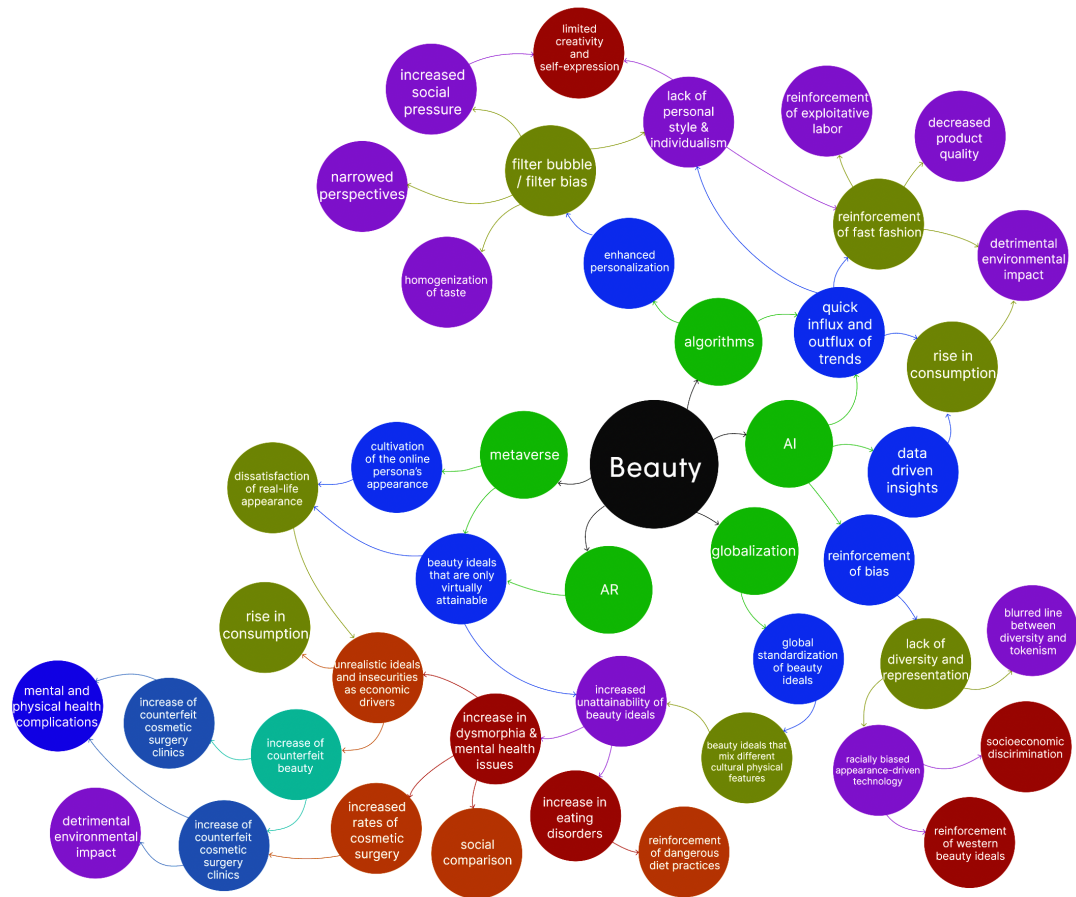 limited
creativity
and
self-expression
increased
social
pressure
lack of
personal
style &
individualism
reinforcement
of exploitative
labor
decreased
product
quality
filter bubble
/ filter bias
narrowed
perspectives
reinforcement
of fast fashion
detrimental
environmental
impact
enhanced
personalization
homogenization
of taste
quick
influx and
outflux of
trends
algorithms
rise in
consumption
AI
Beauty
metaverse
cultivation
of the online
persona's
appearance
dissatisfaction
of real-life
appearance
data
driven
insights
globalization
reinforcement
of bias
beauty ideals
that are only
virtually
attainable
AR
rise in
consumption
blurred line
between
diversity and
tokenism
global
standardization
of beauty
ideals
lack of
diversity and
representation
unrealistic ideals
and insecurities
as economic
drivers
mental and
physical health
complications
increase of
counterfeit
cosmetic
surgery
clinics
increased
unattainability of
beauty ideals
increase in
dysmorphia &
mental health
issues
increase of
counterfeit
beauty
beauty ideals that
mix different
cultural physical
features
racially biased
appearance-driven
technology
socioeconomic
discirimination
detrimental
environmental
impact
increase of
counterfeit
cosmetic
surgery
clinics
increased
rates of
cosmetic
surgery
social
comparison
increase in
eating
disorders
reinforcement
of dangerous
diet practices
reinforcement
of western
beauty ideals